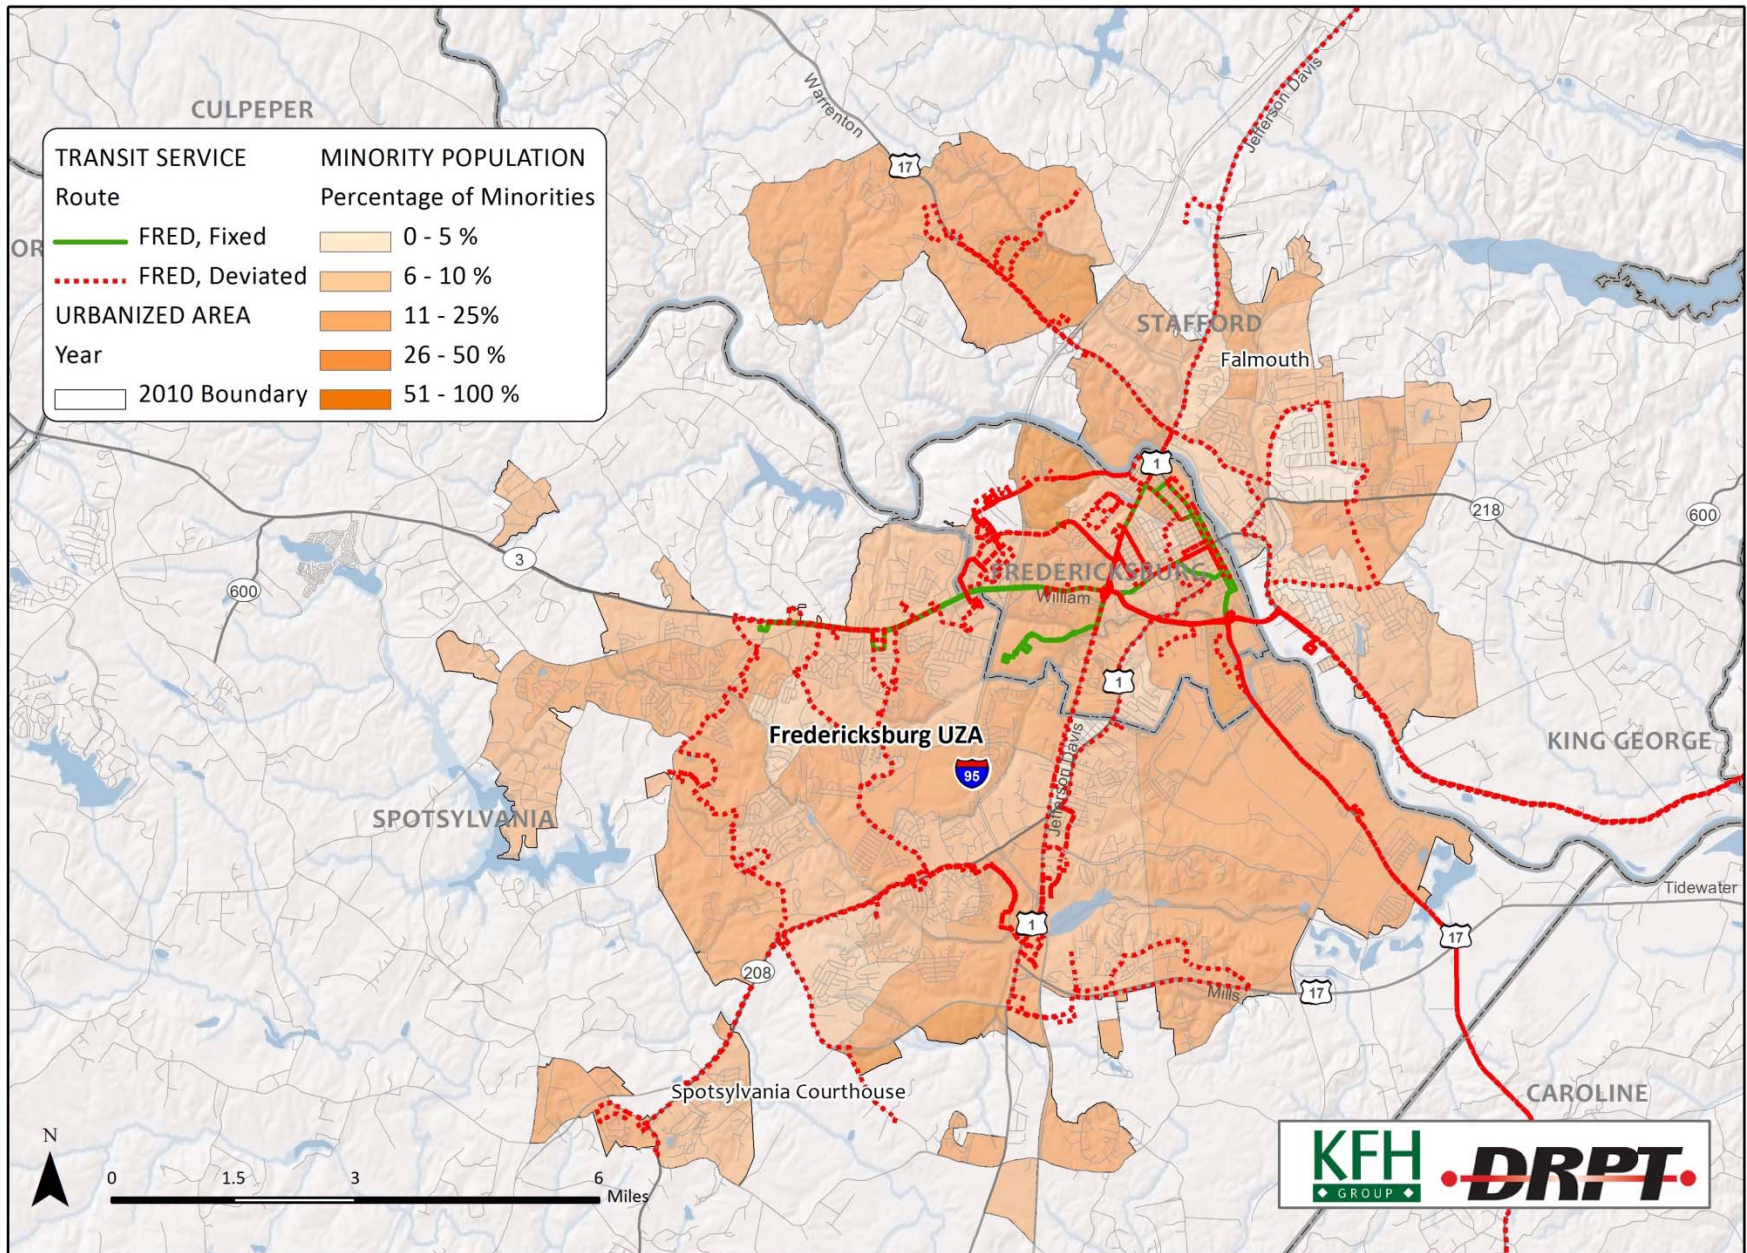 CULPEPER
Warrenton
Jefferson Davis
TRANSIT SERVICE
Route
FRED, Fixed
FRED, Deviated
URBANIZED AREA
Year
2010 Boundary
MINORITY POPULATION
Percentage of Minorities
0 - 5 %
6 - 10 %
11 - 25%
26 - 50 %
51 - 100 %
OR
17
STAFFORD
Falmouth
1
218
600
3
600
FREDERICKSBURG
William
1
Fredericksburg UZA
95
Jefferson Davis
KING GEORGE
SPOTSYLVANIA
Tidewater
1
17
208
Mills
17
Spotsylvania Courthouse
CAROLINE
N
0 1.5 3 6
Miles
KFH
GROUP
DRPT